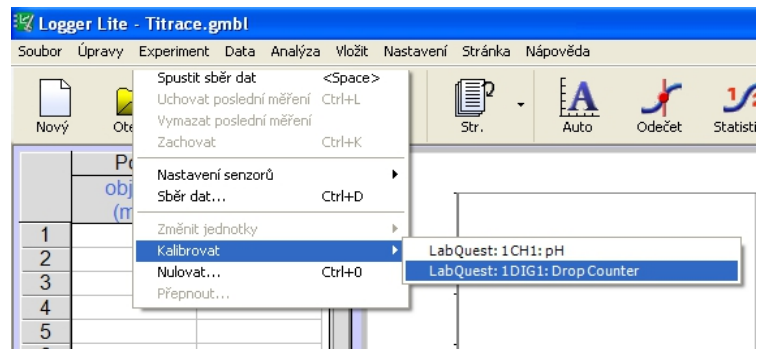 Logger Lite - Titrace.gmbl
Soubor Úpravy Experiment Data Analýza Vložit Nastavení Stránka Nápověda
Nový
Str.
Auto
Odečet
Spustit sběr dat <Space>
Uchovat poslední měření Ctrl+L
Vymazat poslední měření
Zachovat Ctrl+K
Nastavení senzorů
Sběr dat... Ctrl+D
Změnit jednotky
Kalibrovat
Nulovat... Ctrl+0
Přepnout...
LabQuest: 1CH1: pH
LabQuest: 1DIG1: Drop Counter
obj
(m
1
2
3
4
5